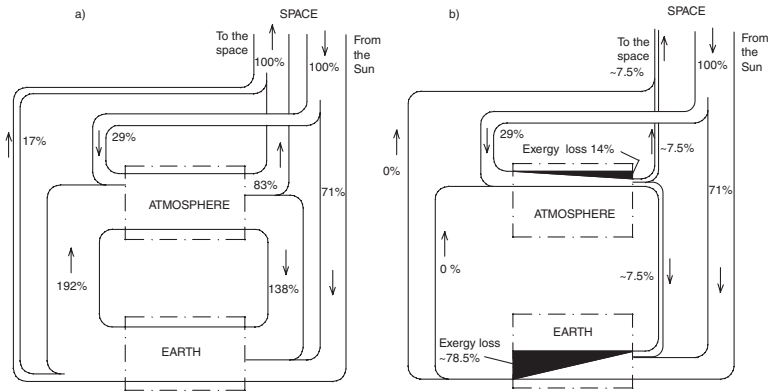 a)
SPACE
To the
space
From
the
Sun
100%
100%
17%
29%
83%
71%
ATMOSPHERE
192%
138%
EARTH
b)
SPACE
To the
space
~7.5%
From
the
Sun
100%
29%
Exergy loss 14%
~7.5%
0%
71%
ATMOSPHERE
0 %
~7.5%
EARTH
Exergy loss
~78.5%